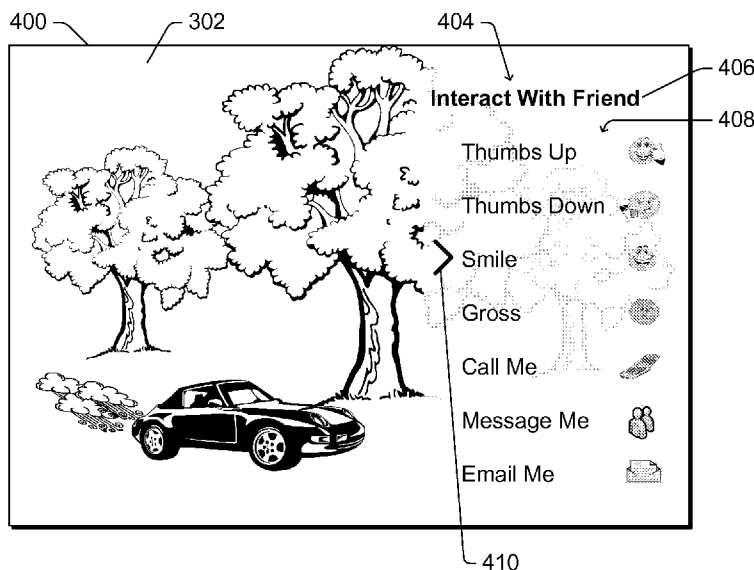 400
302
404
406
Interact With Friend
408
Thumbs Up
Thumbs Down
Smile
Gross
Call Me
Message Me
Email Me
410